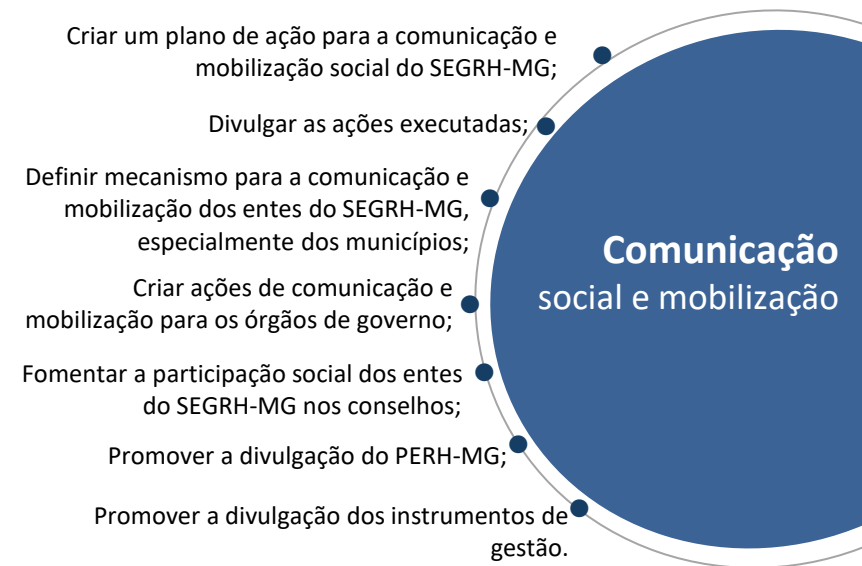 Criar um plano de ação para a comunicação e
mobilização social do SEGRH-MG;
Divulgar as ações executadas;
Definir mecanismo para a comunicação e
mobilização dos entes do SEGRH-MG,
especialmente dos municípios;
Criar ações de comunicação e
mobilização para os órgãos de governo;
Fomentar a participação social dos entes
do SEGRH-MG nos conselhos;
Promover a divulgação do PERH-MG;
Promover a divulgação dos instrumentos de
gestão.
Comunicação
social e mobilização